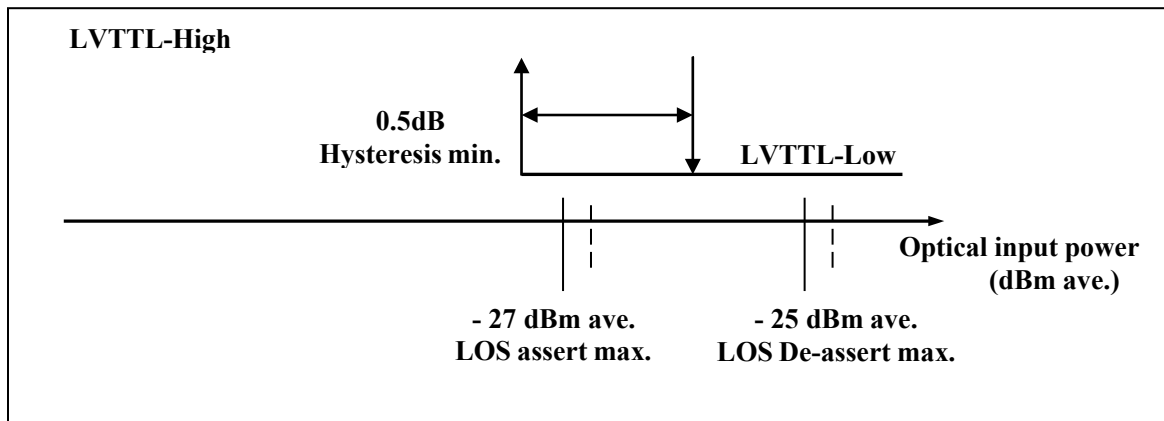 LVTTL-High
0.5dB
Hysteresis min.
LVTTL-Low
Optical input power
(dBm ave.)
- 27 dBm ave.
LOS assert max.
- 25 dBm ave.
LOS De-assert max.